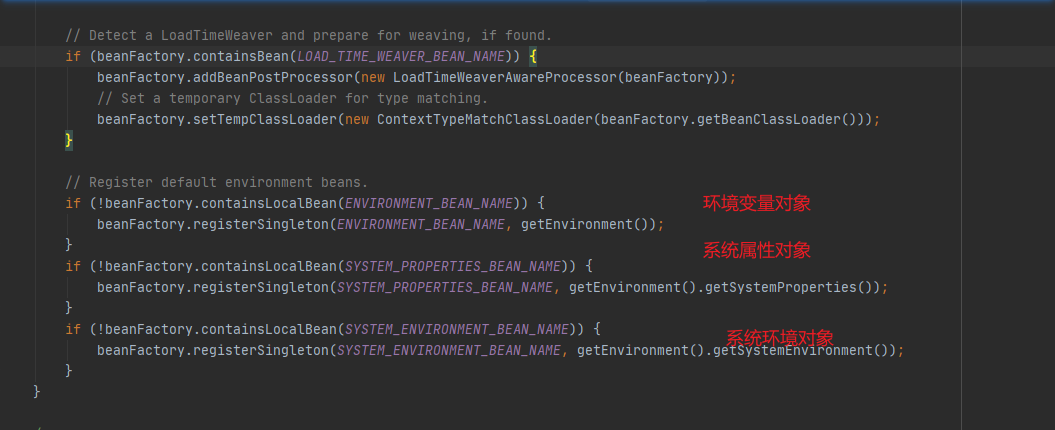 // Detect a LoadTimeWeaver and prepare for weaving, if found.
if (beanFactory.containsBean(LOAD_TIME_WEAVER_BEAN_NAME)) {
beanFactory.addBeanPostProcessor(new LoadTimeWeaverAwareProcessor(beanFactory));
// Set a temporary ClassLoader for type matching.
beanFactory.setTempClassLoader(new ContextTypeMatchClassLoader(beanFactory.getBeanClassLoader()));
}
// Register default environment beans.
if (!beanFactory.containsLocalBean(ENVIRONMENT_BEAN_NAME)) {
环境变量对象
beanFactory.registerSingleton(ENVIRONMENT_BEAN_NAME, getEnvironment());
}
系统属性对象
if (!beanFactory.containsLocalBean(SYSTEM_PROPERTIES_BEAN_NAME)) {
beanFactory.registerSingleton(SYSTEM_PROPERTIES_BEAN_NAME, getEnvironment().getSystemProperties());
}
if (!beanFactory.containsLocalBean(SYSTEM_ENVIRONMENT_BEAN_NAME)) {
系统环境对象
beanFactory.registerSingleton(SYSTEM_ENVIRONMENT_BEAN_NAME, getEnvironment().getSystemEnvironment());
}
}